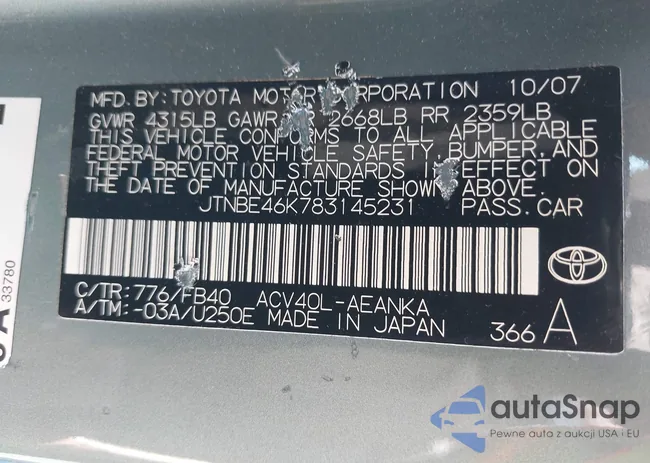 MFD. BY: TOYOTA MOTOR CORPORATION 10/07
GVWR 4315LB GAWR 2668LB RR 2359LB
THIS VEHICLE CONFORMS TO ALL APPLICABLE
FEDERAL MOTOR VEHICLE SAFETY, BUMPER, AND
THEFT PREVENTION STANDARDS IN EFFECT ON
THE DATE OF MANUFACTURE SHOWN ABOVE.
JTNBE46K783145231 PASS. CAR
C/TR: 776/FB40 ACV40L-AEANKA
A/TM: -03A/U250E MADE IN JAPAN
366 A
33780
autoSnap
Pewne auta z aukcji USA i EU